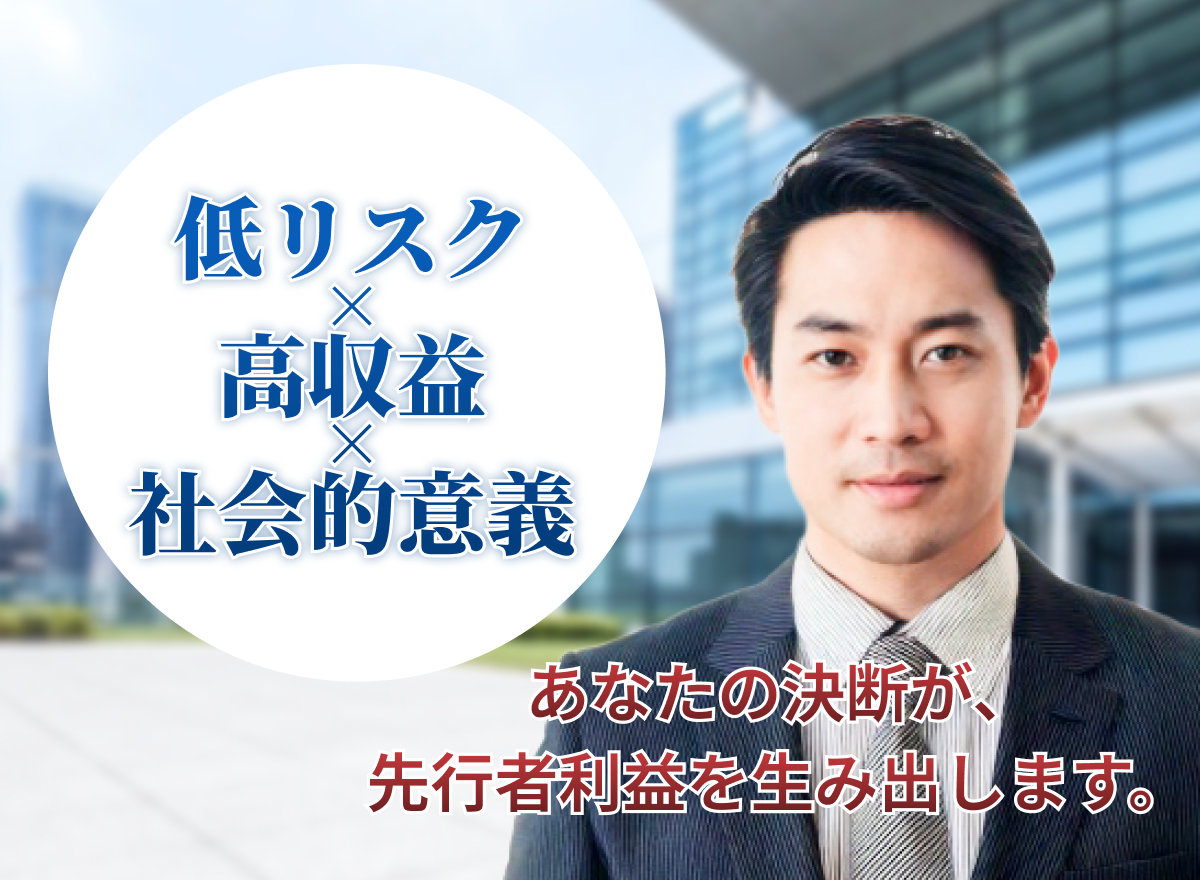 低リスク
×
高収益
×
社会的意義
あなたの決断が、
先行者利益を生み出します。